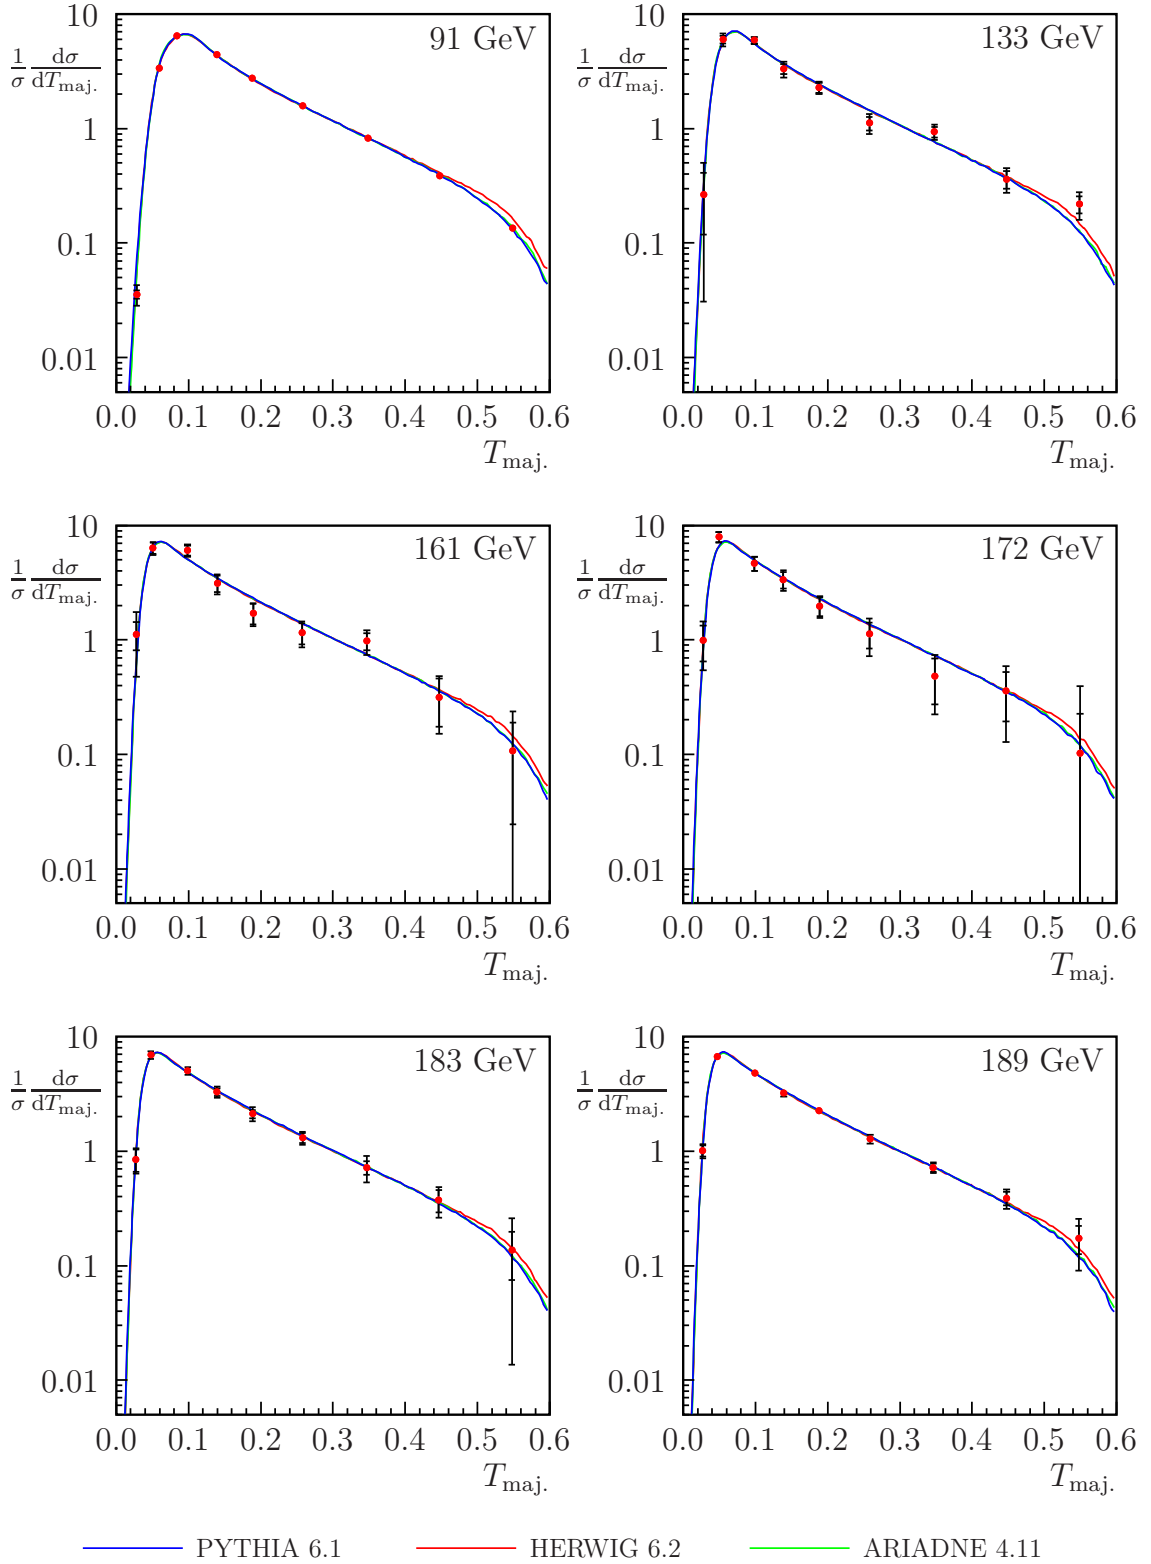 10 91 GeV 10 133 GeV
1/σ dσ/dT_maj. 1/σ dσ/dT_maj.
1 1
0.1 0.1
0.01 0.01
0.0 0.1 0.2 0.3 0.4 0.5 0.6 0.0 0.1 0.2 0.3 0.4 0.5 0.6
T_maj. T_maj.
10 161 GeV 10 172 GeV
1/σ dσ/dT_maj. 1/σ dσ/dT_maj.
1 1
0.1 0.1
0.01 0.01
0.0 0.1 0.2 0.3 0.4 0.5 0.6 0.0 0.1 0.2 0.3 0.4 0.5 0.6
T_maj. T_maj.
10 183 GeV 10 189 GeV
1/σ dσ/dT_maj. 1/σ dσ/dT_maj.
1 1
0.1 0.1
0.01 0.01
0.0 0.1 0.2 0.3 0.4 0.5 0.6 0.0 0.1 0.2 0.3 0.4 0.5 0.6
T_maj. T_maj.
PYTHIA 6.1 HERWIG 6.2 ARIADNE 4.11